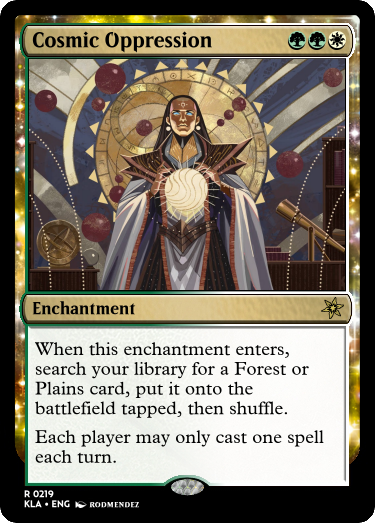 Cosmic Oppression
Enchantment
When this enchantment enters,
search your library for a Forest or
Plains card, put it onto the
battlefield tapped, then shuffle.
Each player may only cast one spell
each turn.
R 0219
KLA • ENG RODMENDEZ